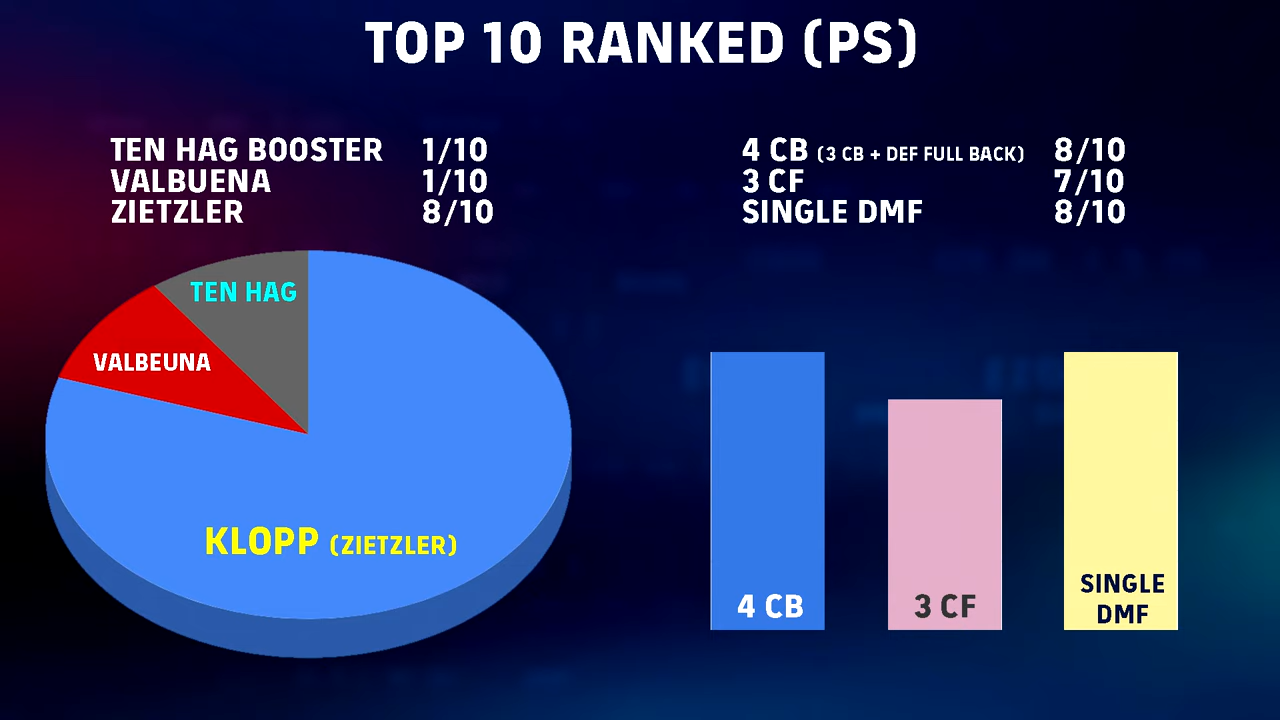 TOP 10 RANKED (PS)
TEN HAG BOOSTER 1/10
VALBUENA 1/10
ZIETZLER 8/10
4 CB (3 CB + DEF FULL BACK) 8/10
3 CF 7/10
SINGLE DMF 8/10
TEN HAG
VALBEUNA
KLOPP (ZIETZLER)
4 CB
3 CF
SINGLE
DMF